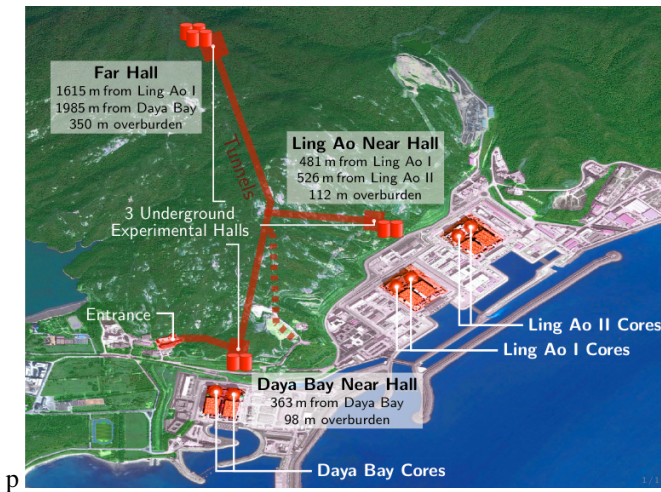 Far Hall
1615 m from Ling Ao I
1985 m from Daya Bay
350 m overburden
Tunnels
Ling Ao Near Hall
481 m from Ling Ao I
526 m from Ling Ao II
112 m overburden
3 Underground
Experimental Halls
Entrance
Ling Ao II Cores
Ling Ao I Cores
Daya Bay Near Hall
363 m from Daya Bay
98 m overburden
Daya Bay Cores
p